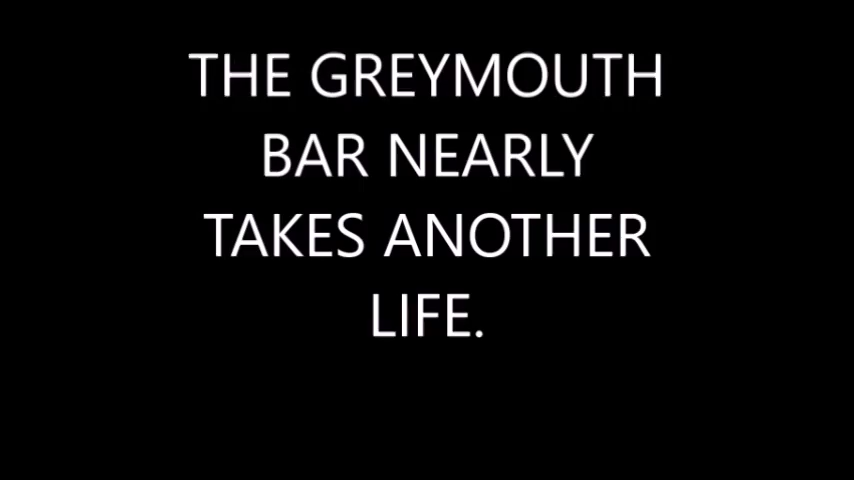 THE GREYMOUTH
BAR NEARLY
TAKES ANOTHER
LIFE.